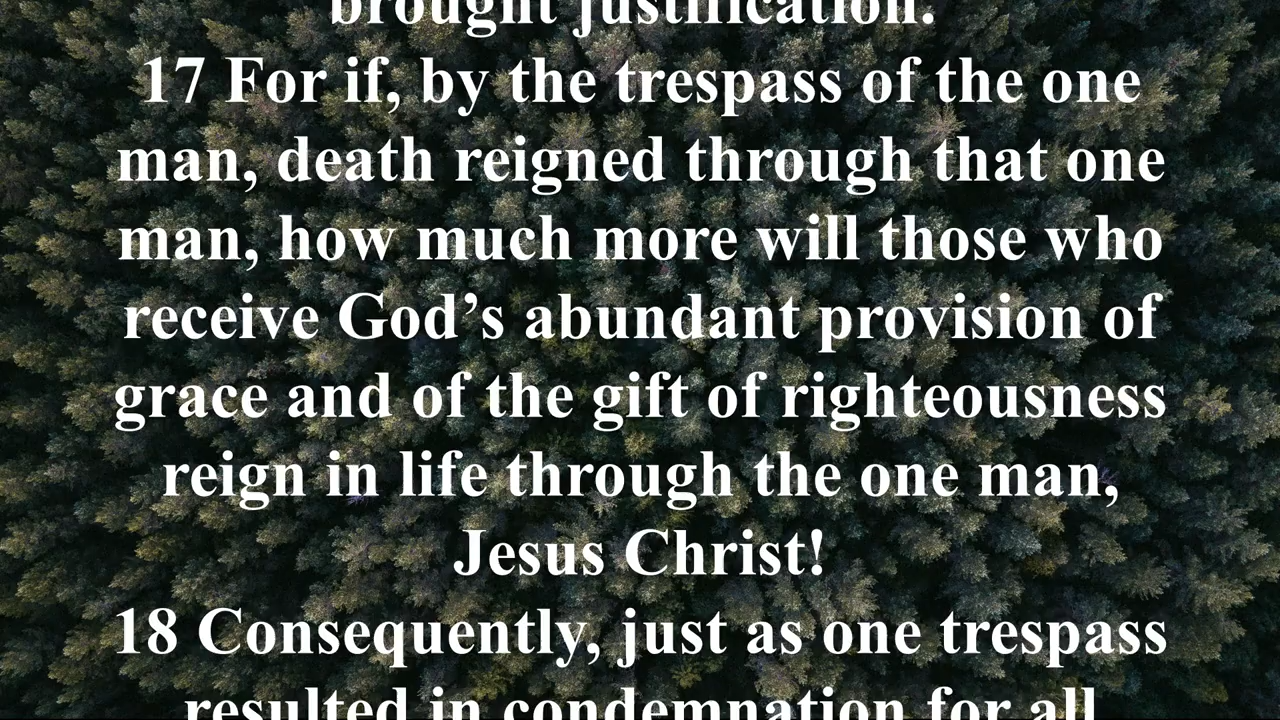 brought justification.
17 For if, by the trespass of the one
man, death reigned through that one
man, how much more will those who
receive God’s abundant provision of
grace and of the gift of righteousness
reign in life through the one man,
Jesus Christ!
18 Consequently, just as one trespass
resulted in condemnation for all